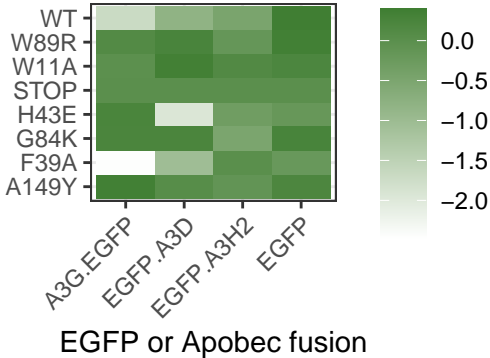 WT
W89R
W11A
STOP
H43E
G84K
F39A
A149Y
A3G.EGFP
EGFP.A3D
EGFP.A3H2
EGFP
EGFP or Apobec fusion
0.0
−0.5
−1.0
−1.5
−2.0